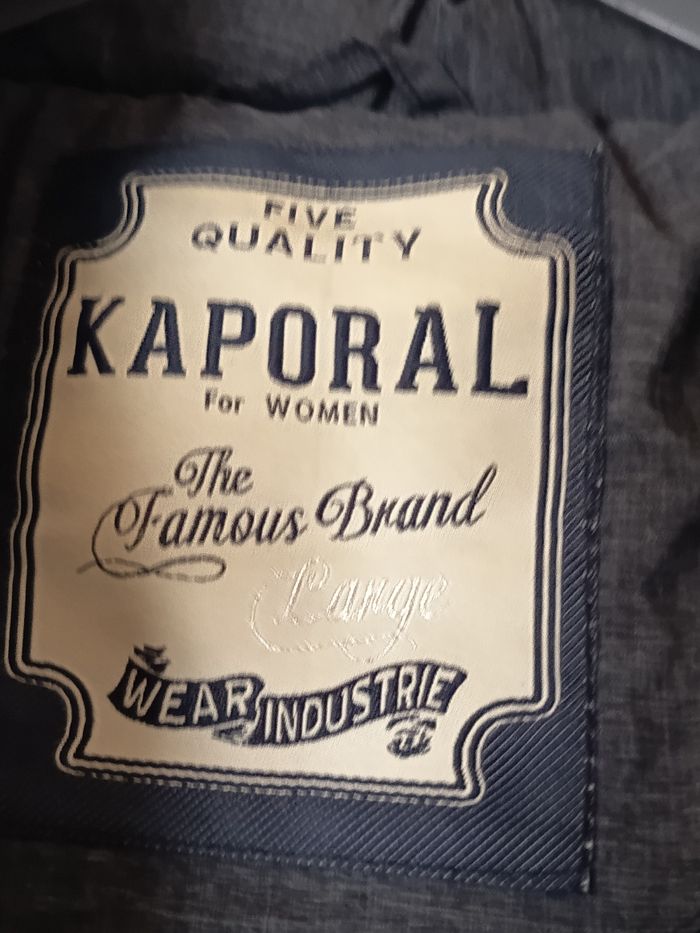 FIVE
QUALITY
KAPORAL
For WOMEN
The
Famous Brand
WEAR INDUSTRIE